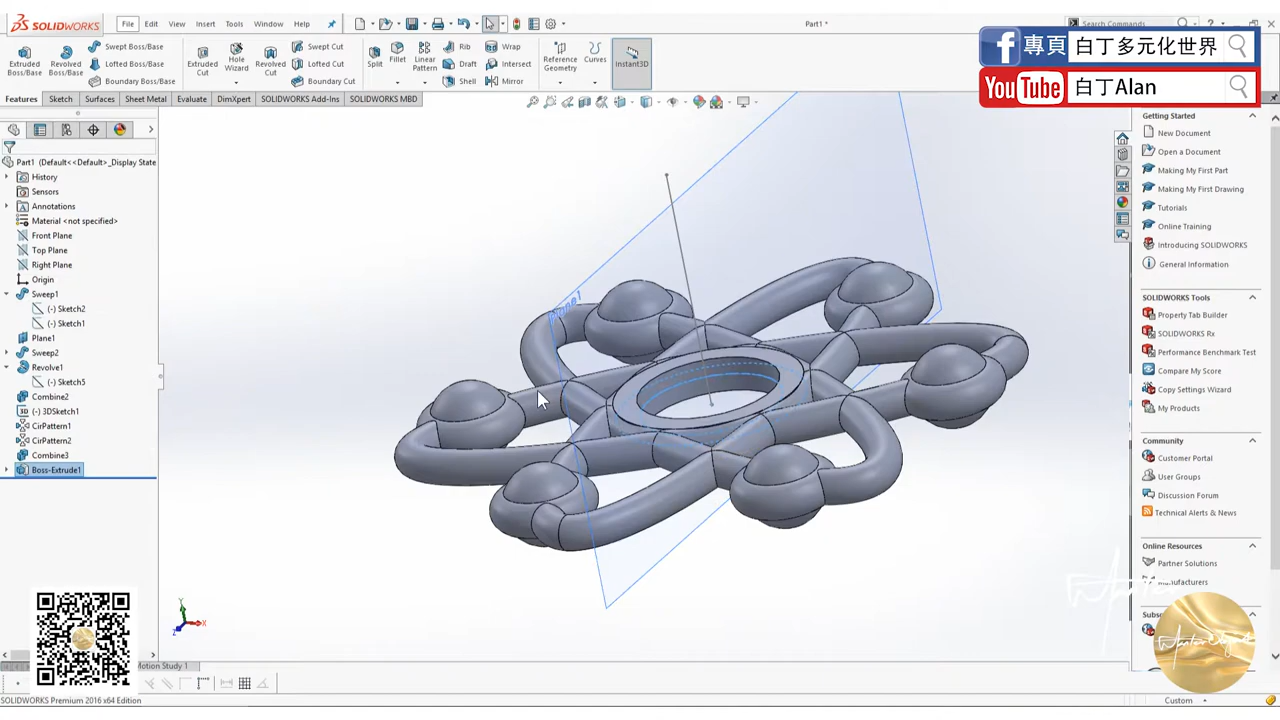 SOLIDWORKS
File Edit View Insert Tools Window Help
Part1 *
Search Commands
Extruded Boss/Base
Revolved Boss/Base
Swept Boss/Base
Lofted Boss/Base
Boundary Boss/Base
Extruded Cut
Hole Wizard
Revolved Cut
Swept Cut
Lofted Cut
Boundary Cut
Split
Fillet
Linear Pattern
Rib
Draft
Shell
Wrap
Intersect
Mirror
Reference Geometry
Curves
Instant3D
專頁 白丁多元化世界
YouTube 白丁Alan
Features Sketch Surfaces Sheet Metal Evaluate DimXpert SOLIDWORKS Add-Ins SOLIDWORKS MBD
Part1 (Default<<Default>_Display State
History
Sensors
Annotations
Material <not specified>
Front Plane
Top Plane
Right Plane
Origin
Sweep1
(-) Sketch2
(-) Sketch1
Plane1
Sweep2
Revolve1
(-) Sketch5
Combine2
(-) 3DSketch1
CirPattern1
CirPattern2
Combine3
Boss-Extrude1
Plane1
Getting Started
New Document
Open a Document
Making My First Part
Making My First Drawing
Tutorials
Online Training
Introducing SOLIDWORKS
General Information
SOLIDWORKS Tools
Property Tab Builder
SOLIDWORKS Rx
Performance Benchmark Test
Compare My Score
Copy Settings Wizard
My Products
Community
Customer Portal
User Groups
Discussion Forum
Technical Alerts & News
Online Resources
Partner Solutions
Manufacturers
Y
X
Z
Motion Study 1
SOLIDWORKS Premium 2016 x64 Edition
Custom